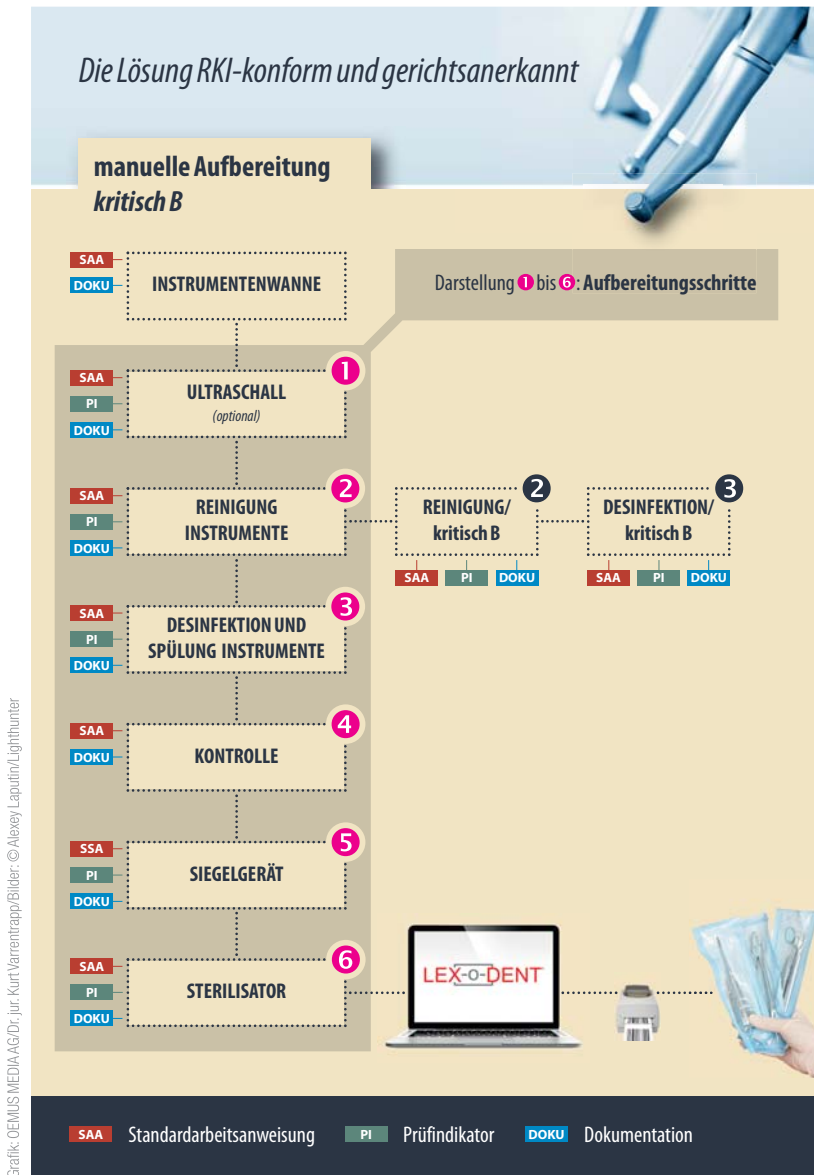 Die Lösung RKI-konform und gerichtsanerkannt
manuelle Aufbereitung
kritisch B
SAA
DOKU
INSTRUMENTENWANNE
Darstellung 1 bis 6: Aufbereitungsschritte
1
SAA
PI
DOKU
ULTRASCHALL
(optional)
2
SAA
PI
DOKU
REINIGUNG
INSTRUMENTE
2
REINIGUNG/
kritisch B
SAA PI DOKU
3
DESINFEKTION/
kritisch B
SAA PI DOKU
3
SAA
PI
DOKU
DESINFEKTION UND
SPÜLUNG INSTRUMENTE
4
SAA
DOKU
KONTROLLE
5
SSA
PI
DOKU
SIEGELGERÄT
6
SAA
PI
DOKU
STERILISATOR
LEX-o-DENT
SAA Standardarbeitsanweisung PI Prüfindikator DOKU Dokumentation
Grafik: OEMUS MEDIA AG/Dr. jur. Kurt Varrentrapp/Bilder: © Alexey Laputin/Lighthunter